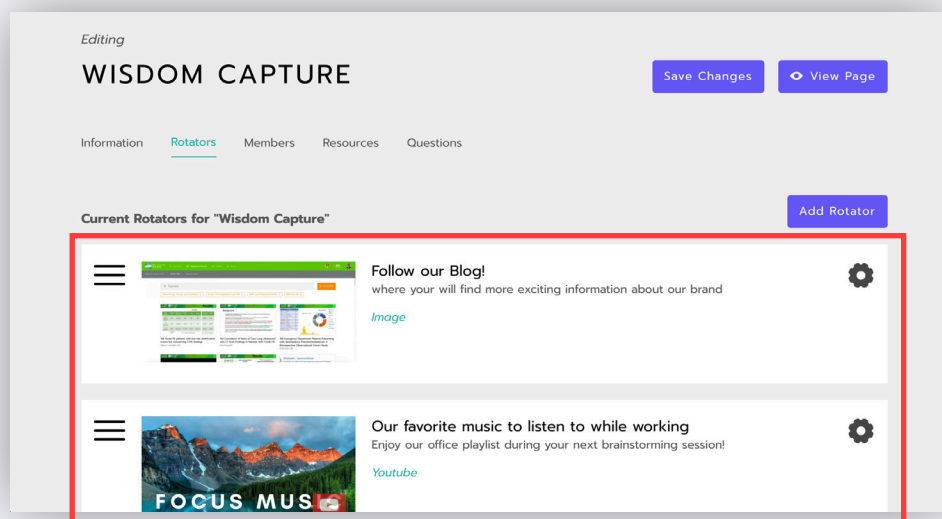 Editing
WISDOM CAPTURE
Save Changes
View Page
Information Rotators Members Resources Questions
Current Rotators for "Wisdom Capture"
Add Rotator
Follow our Blog!
where your will find more exciting information about our brand
Image
Our favorite music to listen to while working
Enjoy our office playlist during your next brainstorming session!
Youtube
FOCUS MUSIC